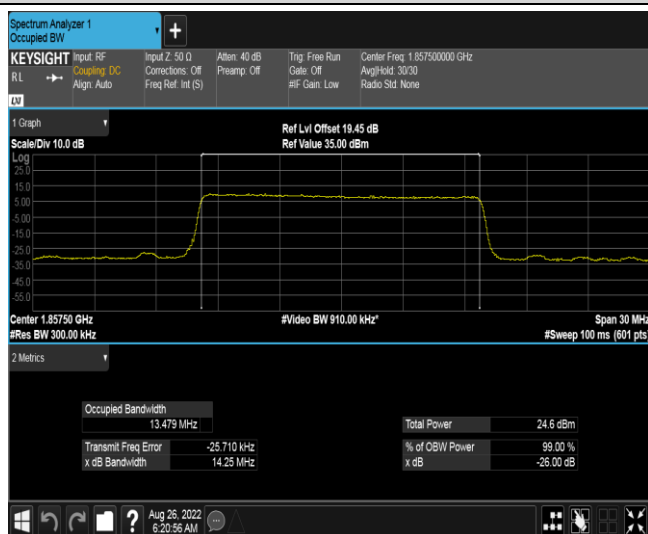 Spectrum Analyzer 1
Occupied BW
+
KEYSIGHT
RL
LXI
Input: RF
Coupling: DC
Align: Auto
Input Z: 50 Ω
Corrections: Off
Freq Ref: Int (S)
Atten: 40 dB
Preamp: Off
Trig: Free Run
Gate: Off
#IF Gain: Low
Center Freq: 1.857500000 GHz
Avg|Hold: 30/30
Radio Std: None
1 Graph
Scale/Div 10.0 dB
Ref Lvl Offset 19.45 dB
Ref Value 35.00 dBm
Log
25.0
15.0
5.00
-5.00
-15.0
-25.0
-35.0
-45.0
-55.0
Center 1.85750 GHz
#Res BW 300.00 kHz
#Video BW 910.00 kHz*
Span 30 MHz
#Sweep 100 ms (601 pts)
2 Metrics
Occupied Bandwidth
13.479 MHz
Transmit Freq Error -25.710 kHz
x dB Bandwidth 14.25 MHz
Total Power 24.6 dBm
% of OBW Power 99.00 %
x dB -26.00 dB
?
Aug 26, 2022
6:20:56 AM